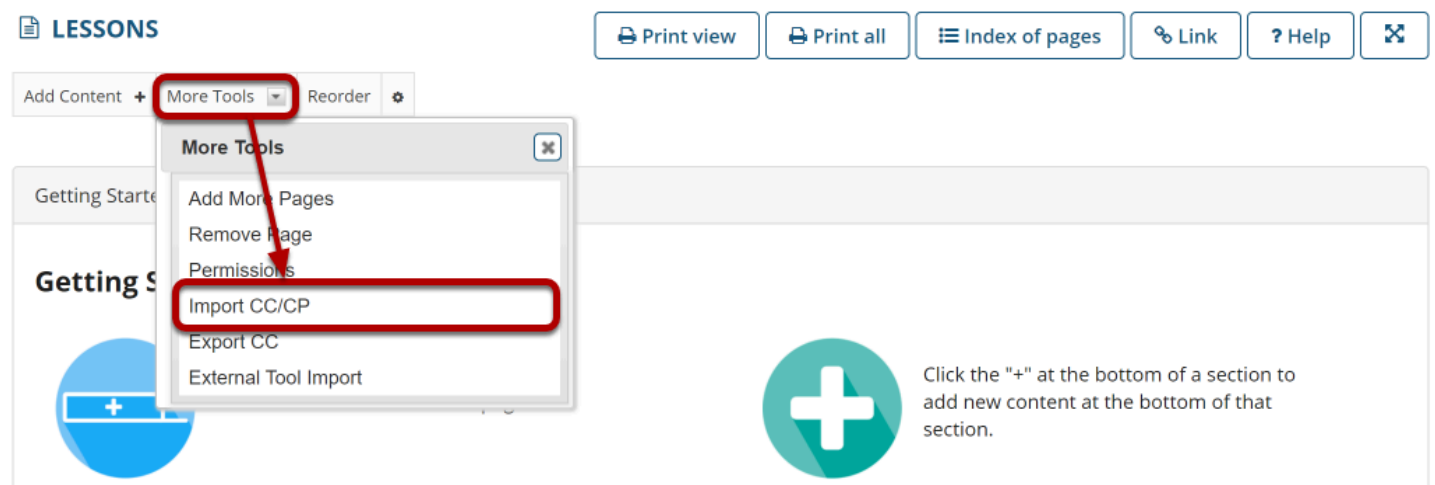 LESSONS
Print view
Print all
Index of pages
Link
? Help
Add Content +
More Tools
Reorder
More Tools
Add More Pages
Remove Page
Permissions
Import CC/CP
Export CC
External Tool Import
Getting Starte
Getting S
Click the "+" at the bottom of a section to
add new content at the bottom of that
section.